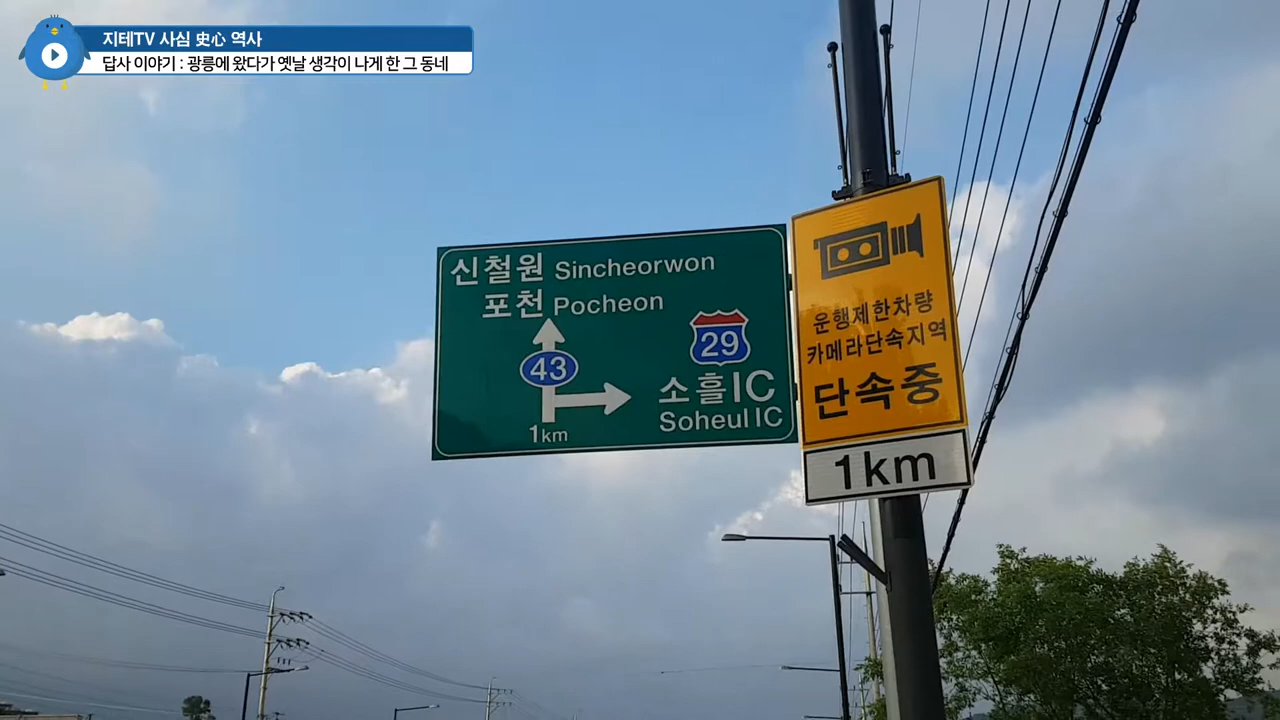 지테TV 사심 史心 역사
답사 이야기 : 광릉에 왔다가 옛날 생각이 나게 한 그 동네
신철원 Sincheorwon
포천 Pocheon
43
1km
29
소흘IC
Soheul IC
운행제한차량
카메라단속지역
단속중
1km